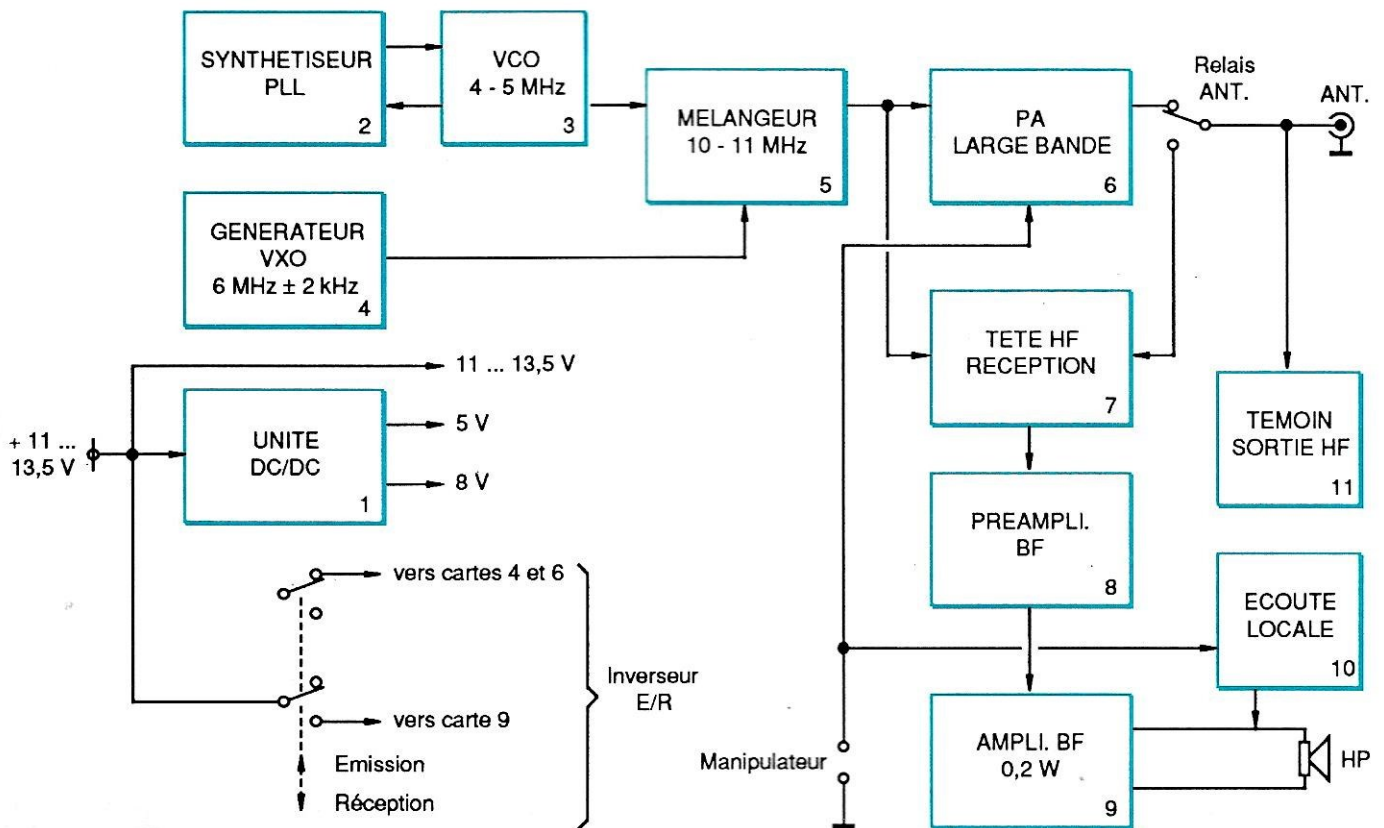 SYNTHETISEUR
PLL
2
VCO
4 - 5 MHz
3
MELANGEUR
10 - 11 MHz
5
PA
LARGE BANDE
6
Relais
ANT.
ANT.
GENERATEUR
VXO
6 MHz ± 2 kHz
4
TETE HF
RECEPTION
7
11 ... 13,5 V
+ 11 ...
13,5 V
UNITE
DC/DC
1
5 V
8 V
TEMOIN
SORTIE HF
11
PREAMPLI.
BF
8
vers cartes 4 et 6
ECOUTE
LOCALE
10
Inverseur
E/R
vers carte 9
Emission
Réception
Manipulateur
AMPLI. BF
0,2 W
9
HP